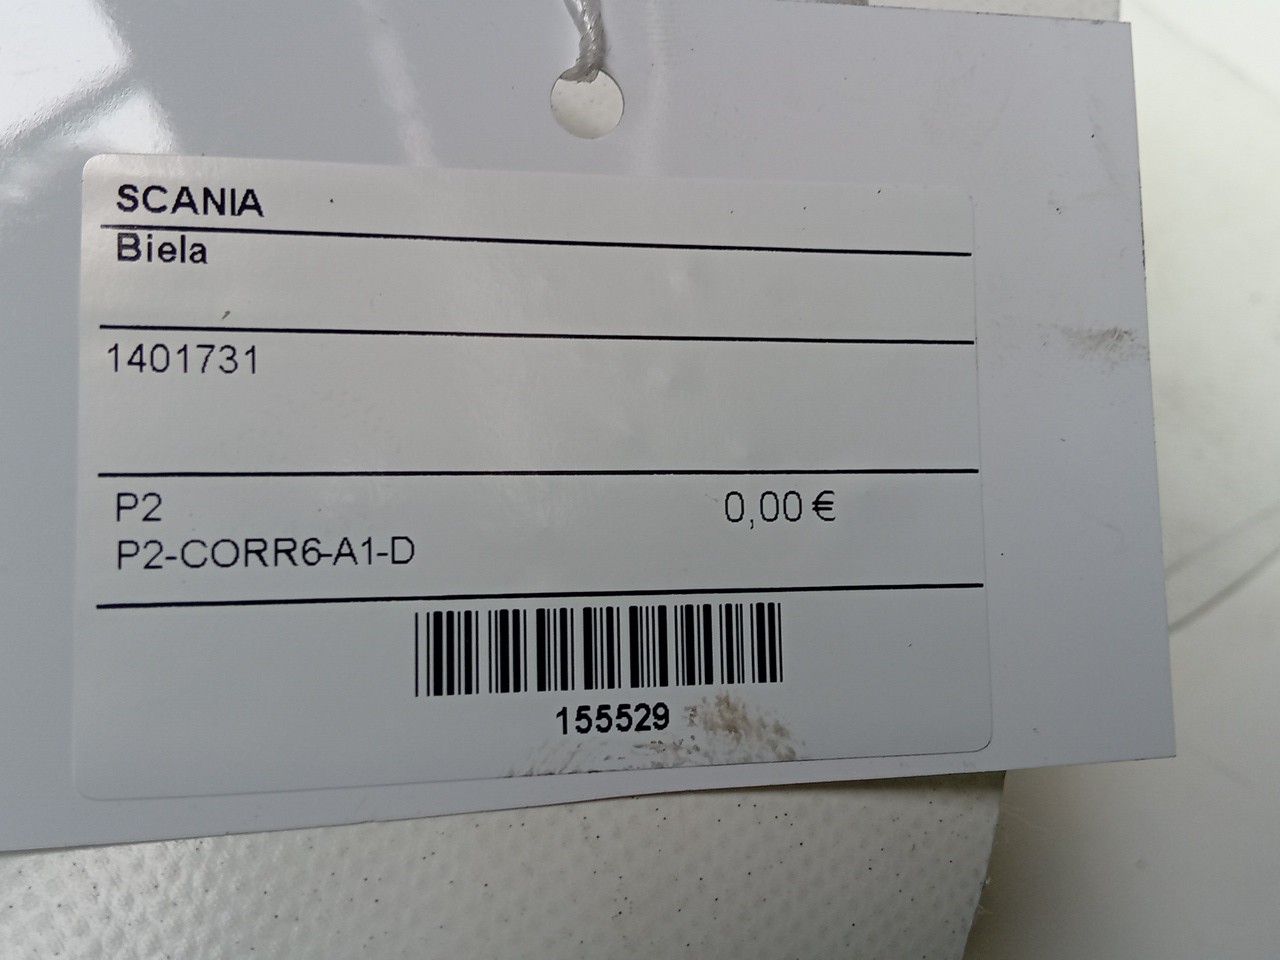 SCANIA
Biela
1401731
P2 0,00 €
P2-CORR6-A1-D
155529